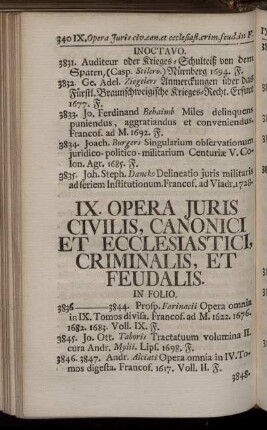 340 IX. Opera Juris civ. can. et ecclesiast. crim. feud. in F.
INOCTAVO.
3831. Auditeur oder Krieges-Schulteiß von dem
Spaten, (Casp. Stilern.) Nürnberg 1694. F.
3832. Ge. Adel. Zieglers Anmerckungen über das
Fürstl. Braunschweigische Krieges-Recht. Erfurt
1677. F.
3833. Jo. Ferdinand Behaimb Miles delinquens
puniendus, aggratiandus et conveniendus.
Francof. ad M. 1692. F.
3834. Joach. Burgers Singularium observationum
juridico-politico-militarium Centuriæ V. Co-
lon. Agr. 1685. F.
3835. Joh. Steph. Dancko Delineatio juris militaris
ad seriem Institutionum. Francof. ad Viadr. 1728.
IX. OPERA JURIS
CIVILIS, CANONICI
ET ECCLESIASTICI,
CRIMINALIS, ET
FEUDALIS.
IN FOLIO.
3836 — 3844. Prosp. Farinacii Opera omnia
in IX. Tomos divisa. Francof. ad M. 1622. 1676.
1682. 1683. Voll. IX. F.
3845. Jo. Ott. Taboris Tractatuum volumina II.
cura Andr. Mylii. Lips. 1698. F.
3846. 3847. Andr. Alciati Opera omnia in IV. To-
mos digesta. Francof. 1617. Voll. II. F.
3848.